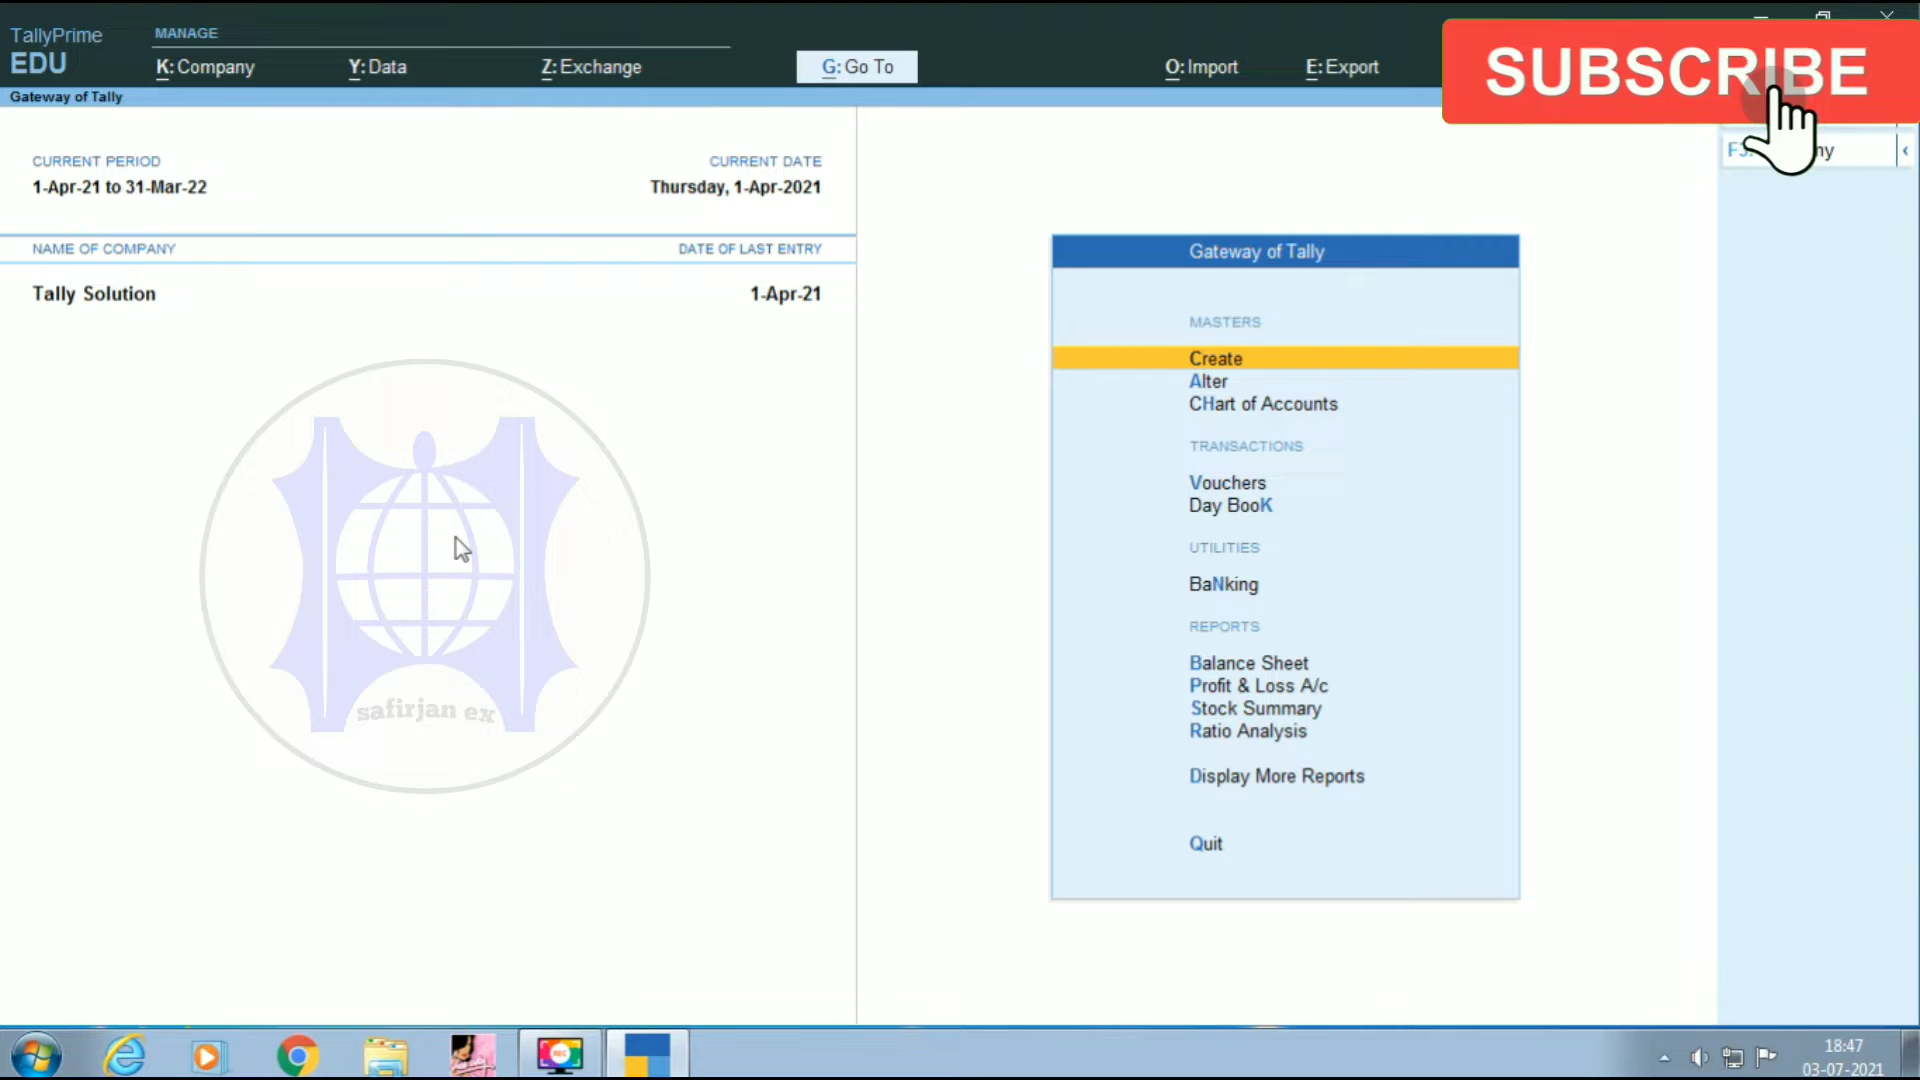 TallyPrime
EDU
MANAGE
K: Company
Y: Data
Z: Exchange
G: Go To
O: Import
E: Export
SUBSCRIBE
Gateway of Tally
F3:
ny
CURRENT PERIOD
CURRENT DATE
1-Apr-21 to 31-Mar-22
Thursday, 1-Apr-2021
NAME OF COMPANY
DATE OF LAST ENTRY
Tally Solution
1-Apr-21
safirjan ex
Gateway of Tally
MASTERS
Create
Alter
CHart of Accounts
TRANSACTIONS
Vouchers
Day BooK
UTILITIES
BaNking
REPORTS
Balance Sheet
Profit & Loss A/c
Stock Summary
Ratio Analysis
Display More Reports
Quit
18:47
03-07-2021